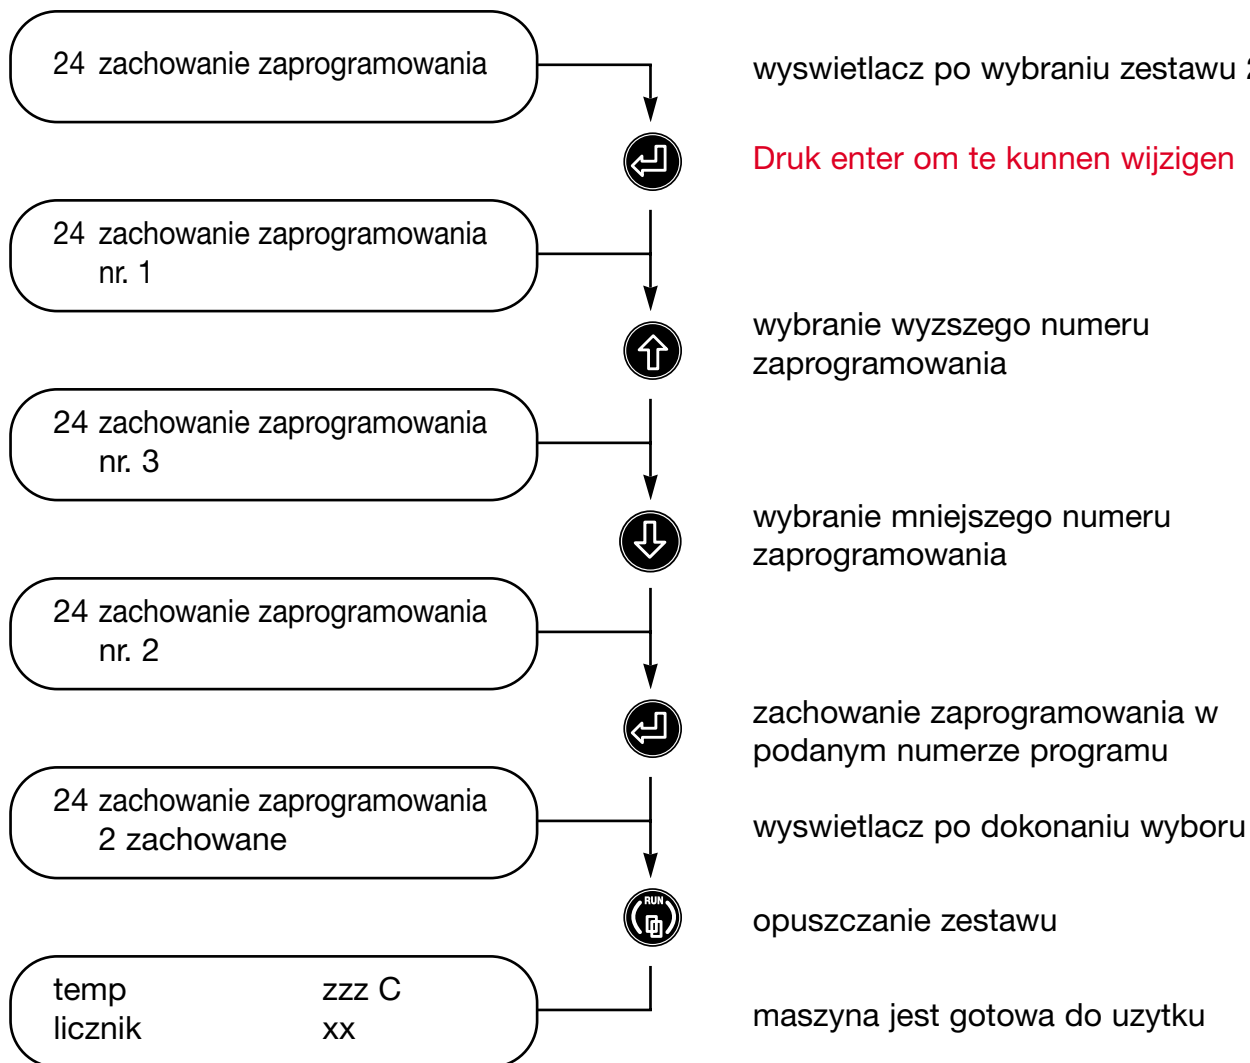 24 zachowanie zaprogramowania
wyswietlacz po wybraniu zestawu
Druk enter om te kunnen wijzigen
24 zachowanie zaprogramowania
nr. 1
wybranie wyzszego numeru
zaprogramowania
24 zachowanie zaprogramowania
nr. 3
wybranie mniejszego numeru
zaprogramowania
24 zachowanie zaprogramowania
nr. 2
zachowanie zaprogramowania w
podanym numerze programu
24 zachowanie zaprogramowania
2 zachowane
wyswietlacz po dokonaniu wyboru
RUN
opuszczanie zestawu
temp zzz C
licznik xx
maszyna jest gotowa do uzytku